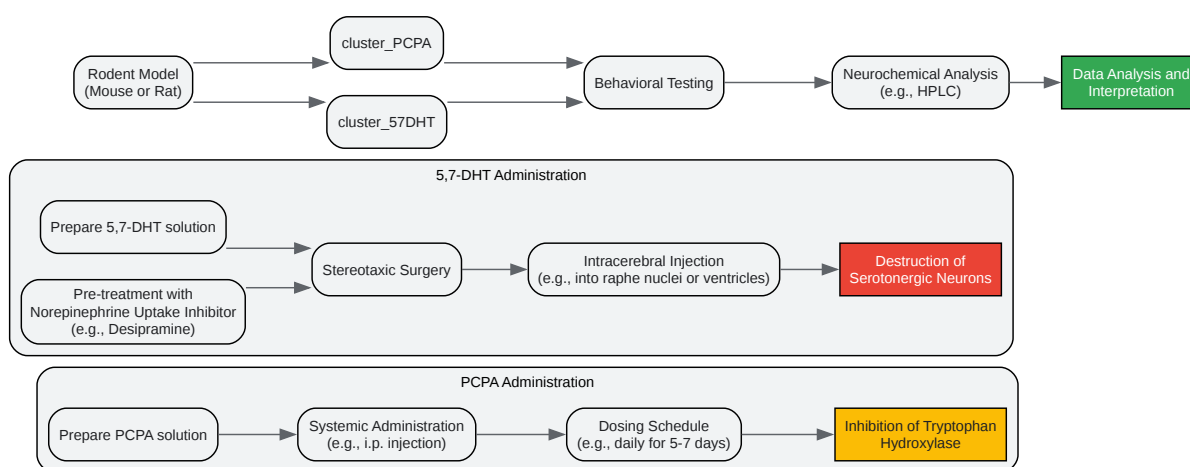 cluster_PCPA
Rodent Model
(Mouse or Rat)
cluster_57DHT
Behavioral Testing
Neurochemical Analysis
(e.g., HPLC)
Data Analysis and
Interpretation
5,7-DHT Administration
Prepare 5,7-DHT solution
Pre-treatment with
Norepinephrine Uptake Inhibitor
(e.g., Desipramine)
Stereotaxic Surgery
Intracerebral Injection
(e.g., into raphe nuclei or ventricles)
Destruction of
Serotonergic Neurons
PCPA Administration
Prepare PCPA solution
Systemic Administration
(e.g., i.p. injection)
Dosing Schedule
(e.g., daily for 5-7 days)
Inhibition of Tryptophan
Hydroxylase